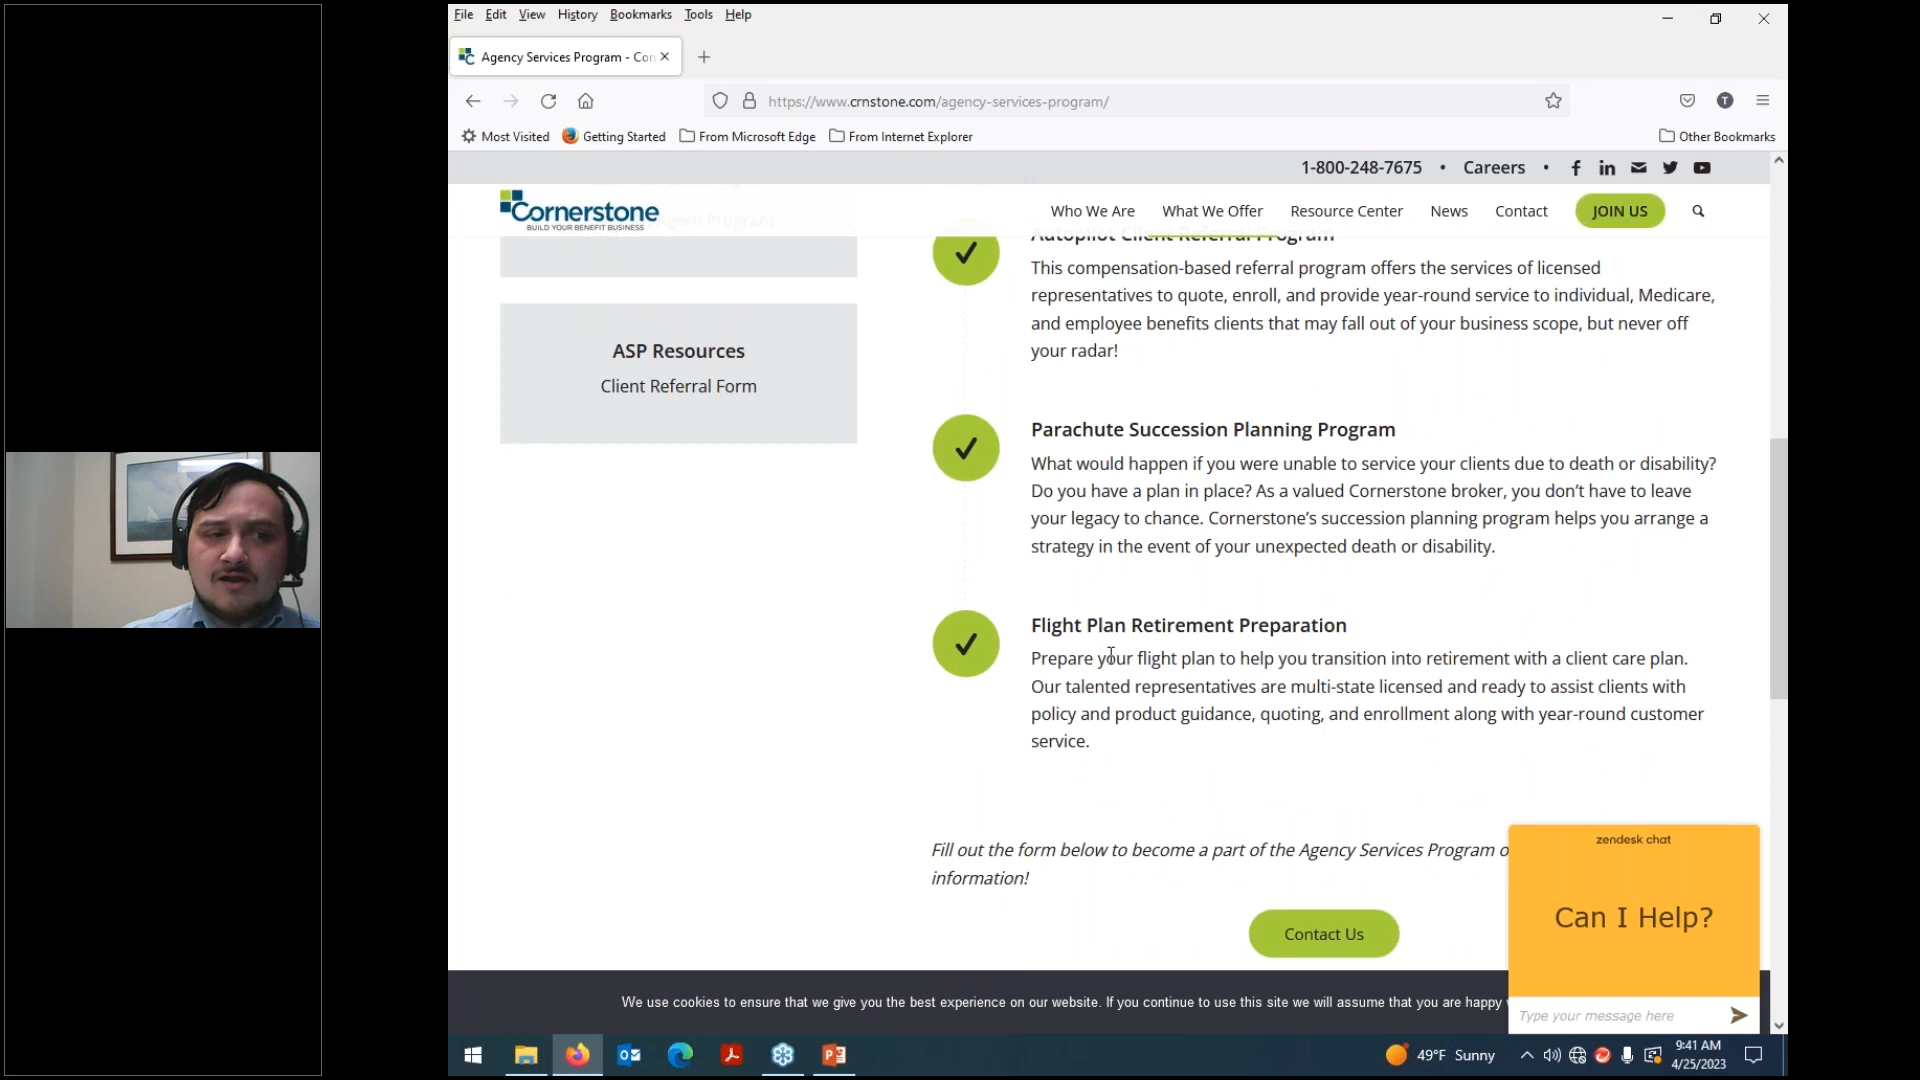 File Edit View History Bookmarks Tools Help
Agency Services Program - Cor
https://www.crnstone.com/agency-services-program/
T
Most Visited Getting Started From Microsoft Edge From Internet Explorer Other Bookmarks
1-800-248-7675 • Careers •
Cornerstone
BUILD YOUR BENEFIT BUSINESS
Who We Are What We Offer Resource Center News Contact JOIN US
Agent Program
ASP Resources
Client Referral Form
Autopilot Client Referral Program
This compensation-based referral program offers the services of licensed
representatives to quote, enroll, and provide year-round service to individual, Medicare,
and employee benefits clients that may fall out of your business scope, but never off
your radar!
Parachute Succession Planning Program
What would happen if you were unable to service your clients due to death or disability?
Do you have a plan in place? As a valued Cornerstone broker, you don't have to leave
your legacy to chance. Cornerstone's succession planning program helps you arrange a
strategy in the event of your unexpected death or disability.
Flight Plan Retirement Preparation
Prepare your flight plan to help you transition into retirement with a client care plan.
Our talented representatives are multi-state licensed and ready to assist clients with
policy and product guidance, quoting, and enrollment along with year-round customer
service.
Fill out the form below to become a part of the Agency Services Program o
information!
Contact Us
zendesk chat
Can I Help?
Type your message here
We use cookies to ensure that we give you the best experience on our website. If you continue to use this site we will assume that you are happy
49°F Sunny
9:41 AM
4/25/2023